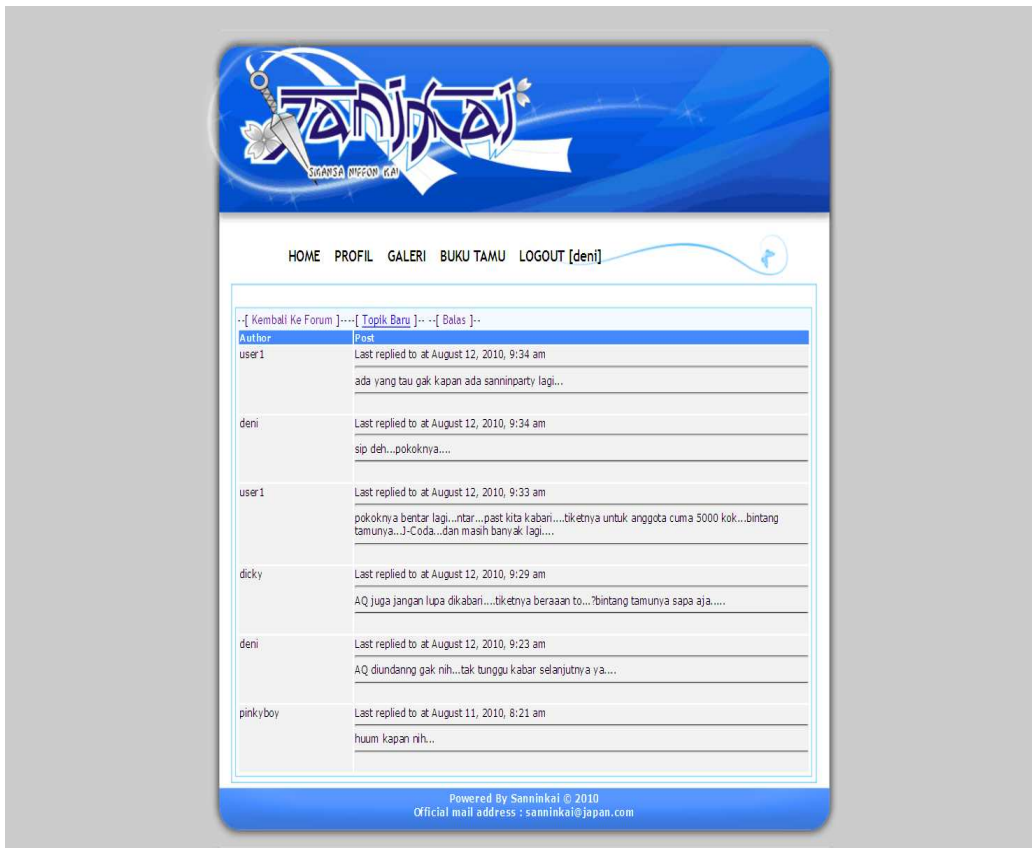 Saninkai
SMANSA NIPPON KAI
HOME PROFIL GALERI BUKU TAMU LOGOUT [deni]
--[ Kembali Ke Forum ]----[ Topik Baru ]-- --[ Balas ]--
Author Post
user1 Last replied to at August 12, 2010, 9:34 am
ada yang tau gak kapan ada sanninparty lagi...
deni Last replied to at August 12, 2010, 9:34 am
sip deh...pokoknya....
user1 Last replied to at August 12, 2010, 9:33 am
pokoknya bentar lagi...ntar...past kita kabari....tiketnya untuk anggota cuma 5000 kok...bintang
tamunya...J-Coda...dan masih banyak lagi....
dicky Last replied to at August 12, 2010, 9:29 am
AQ juga jangan lupa dikabari....tiketnya beraaan to...?bintang tamunya sapa aja.....
deni Last replied to at August 12, 2010, 9:23 am
AQ diundanng gak nih...tak tunggu kabar selanjutnya ya....
pinkyboy Last replied to at August 11, 2010, 8:21 am
huum kapan nih...
Powered By Sanninkai © 2010
Official mail address : sanninkai@japan.com